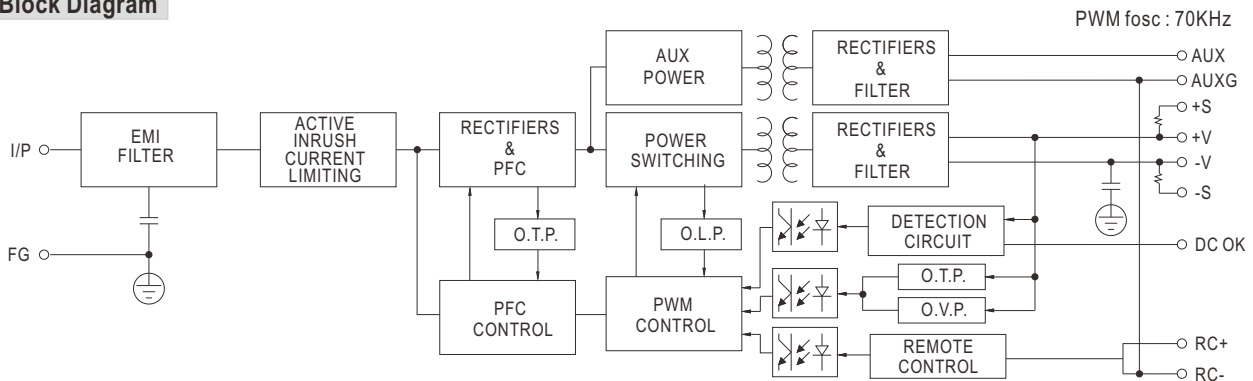 Block Diagram
PWM fosc : 70KHz
I/P
EMI
FILTER
FG
ACTIVE
INRUSH
CURRENT
LIMITING
RECTIFIERS
&
PFC
O.T.P.
PFC
CONTROL
AUX
POWER
POWER
SWITCHING
O.L.P.
PWM
CONTROL
RECTIFIERS
&
FILTER
RECTIFIERS
&
FILTER
DETECTION
CIRCUIT
O.T.P.
O.V.P.
REMOTE
CONTROL
AUX
AUXG
+S
+V
-V
-S
DC OK
RC+
RC-